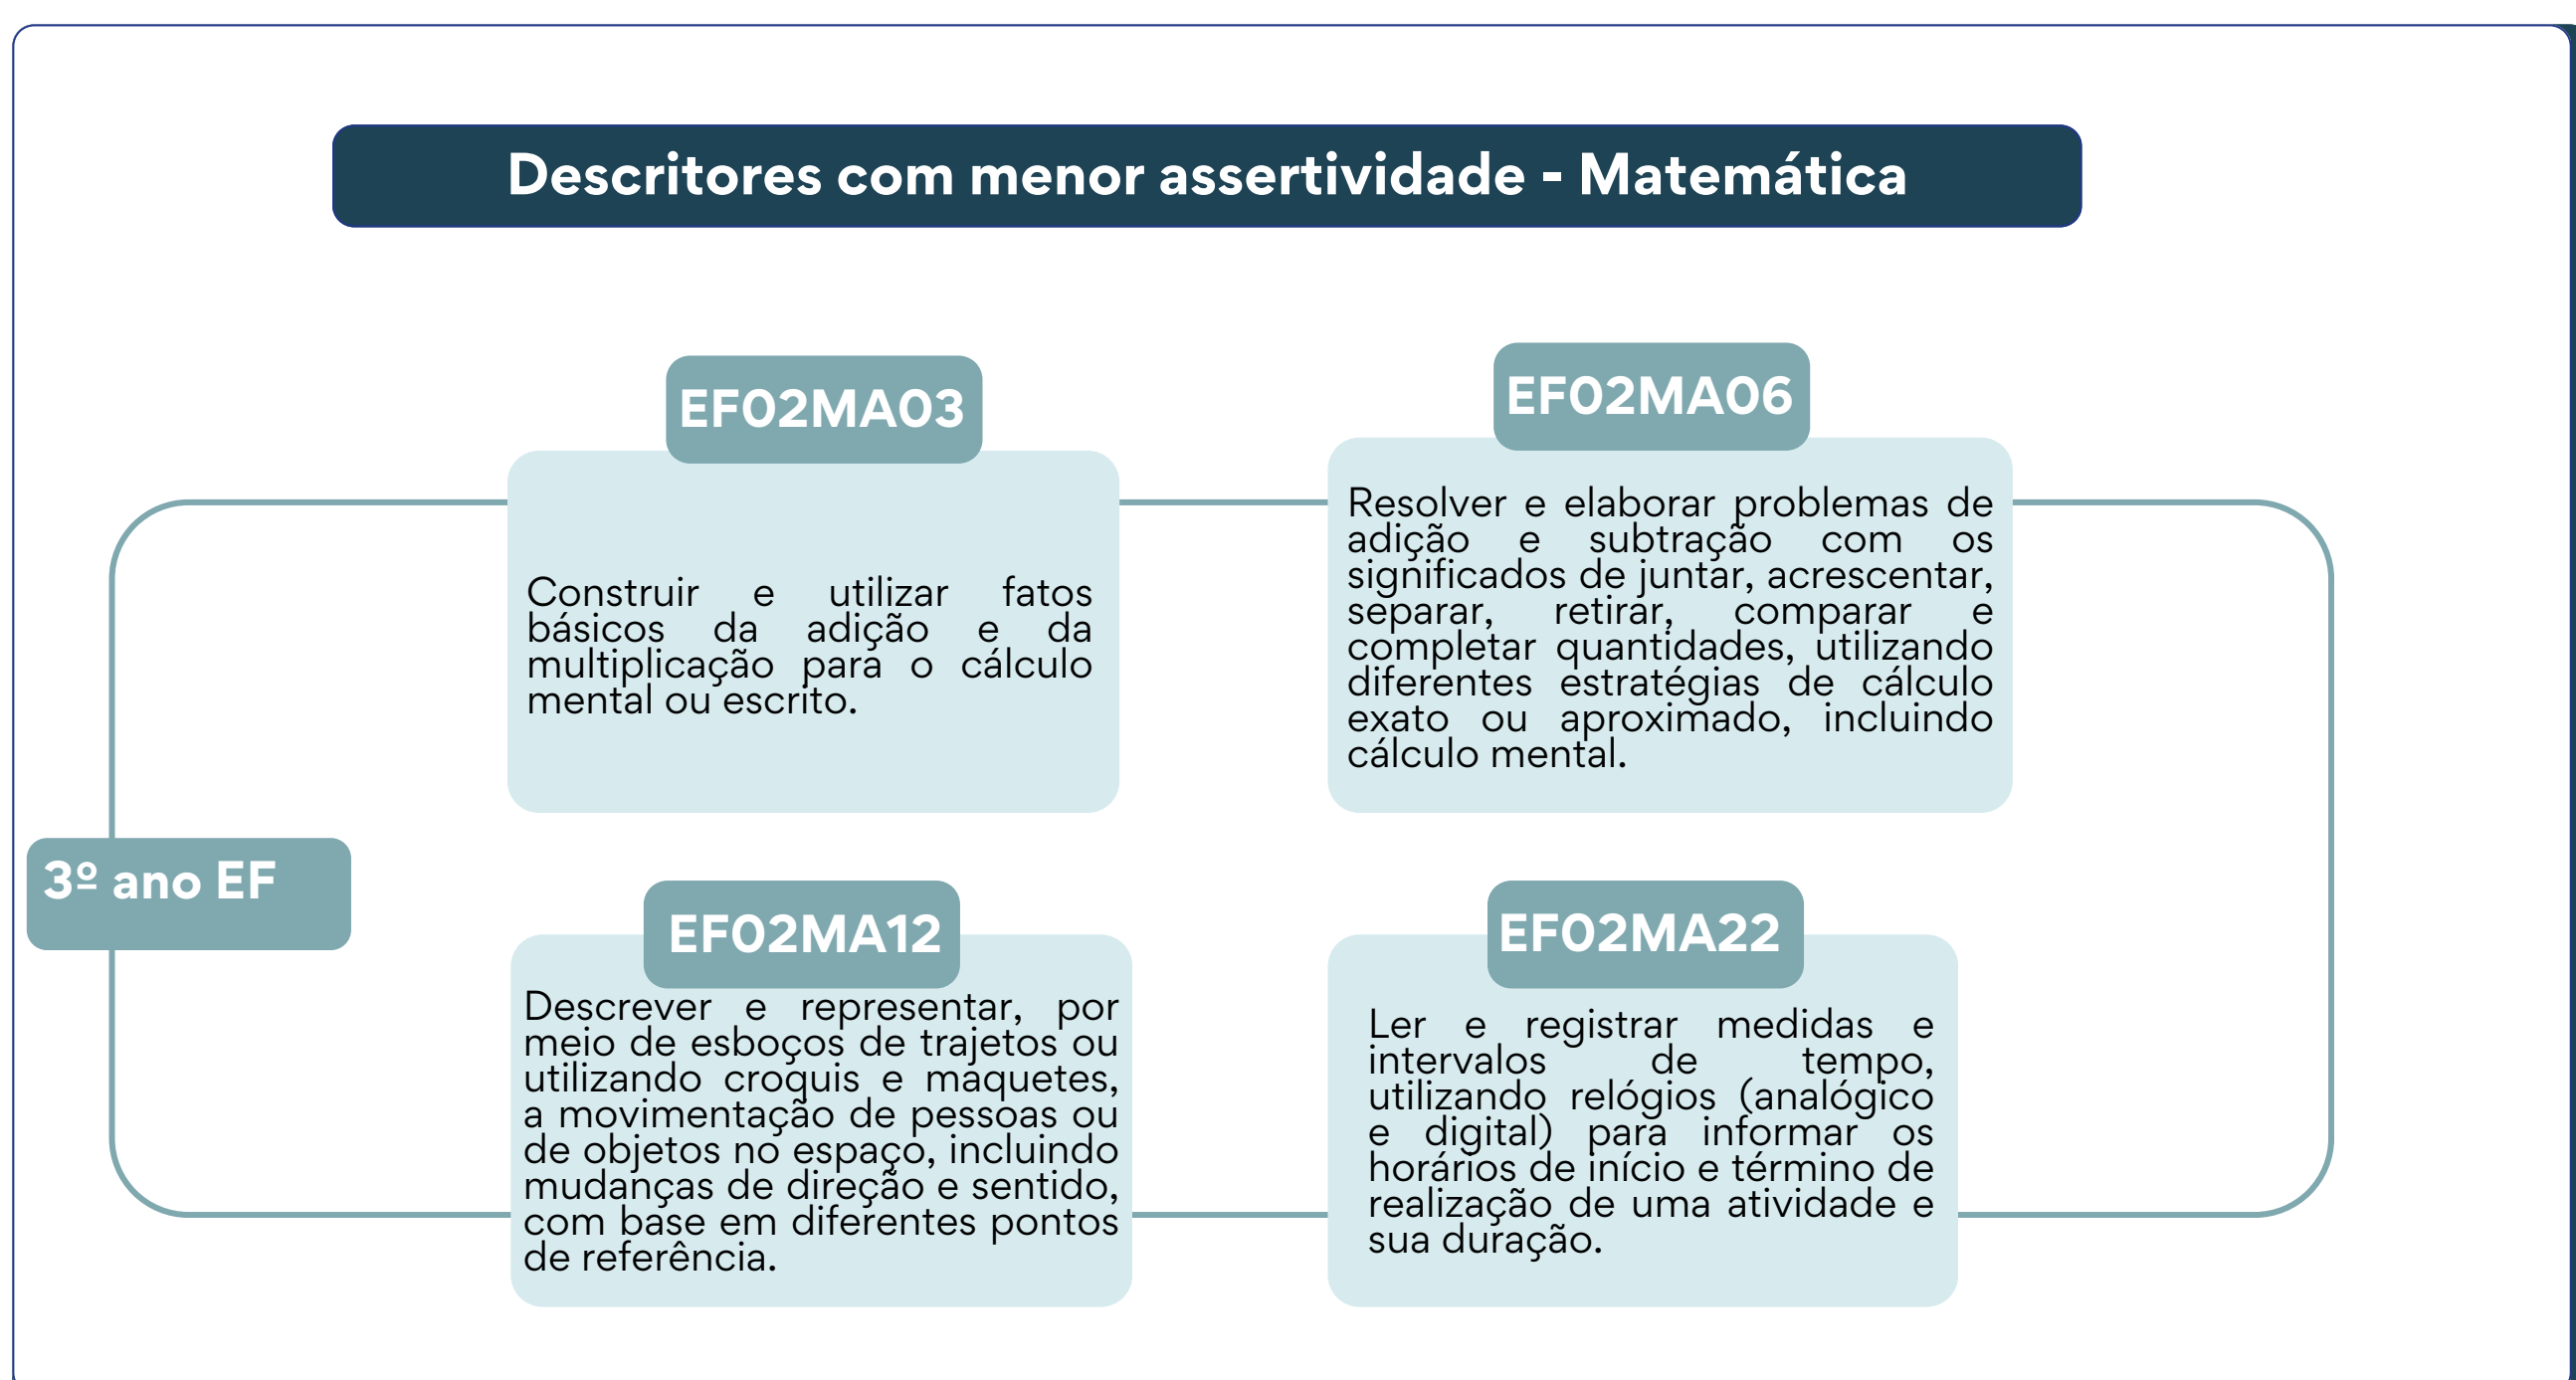 Descritores com menor assertividade - Matemática
EF02MA03
Construir e utilizar fatos
básicos da adição e da
multiplicação para o cálculo
mental ou escrito.
EF02MA06
Resolver e elaborar problemas de
adição e subtração com os
significados de juntar, acrescentar,
separar, retirar, comparar e
completar quantidades, utilizando
diferentes estratégias de cálculo
exato ou aproximado, incluindo
cálculo mental.
3º ano EF
EF02MA12
Descrever e representar, por
meio de esboços de trajetos ou
utilizando croquis e maquetes,
a movimentação de pessoas ou
de objetos no espaço, incluindo
mudanças de direção e sentido,
com base em diferentes pontos
de referência.
EF02MA22
Ler e registrar medidas e
intervalos de tempo,
utilizando relógios (analógico
e digital) para informar os
horários de início e término de
realização de uma atividade e
sua duração.